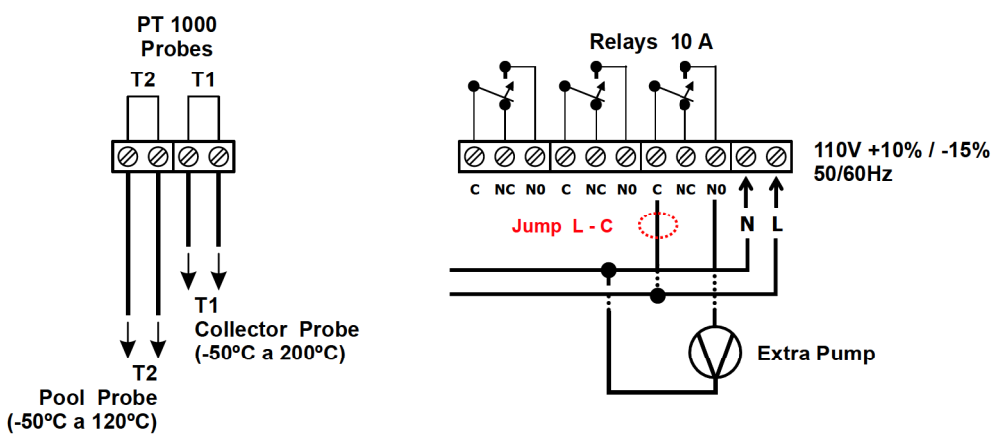 PT 1000
Probes
T2 T1
T1
Collector Probe
(-50ºC a 200ºC)
T2
Pool Probe
(-50ºC a 120ºC)
Relays 10 A
110V +10% / -15%
50/60Hz
C NC N0 C NC N0 C NC N0
Jump L - C
N L
Extra Pump